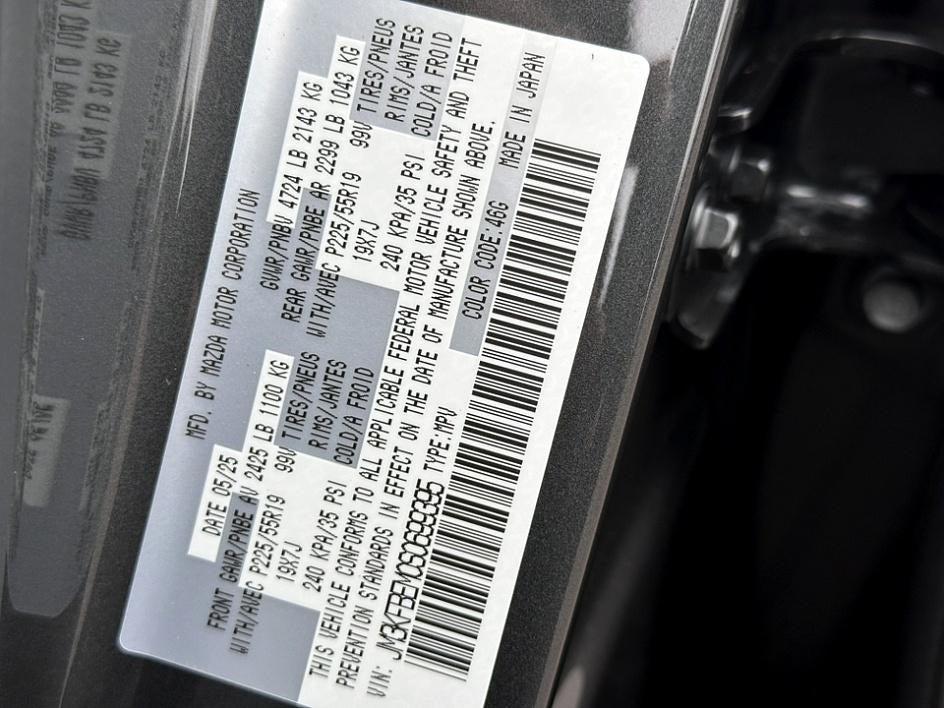 MFD. BY MAZDA MOTOR CORPORATION
DATE 05/25 GVWR/PNBV 4724 LB 2143 KG
FRONT GAWR/PNBE AV 2425 LB 1100 KG REAR GAWR/PNBE AR 2299 LB 1043 KG
WITH/AVEC P225/55R19 99V TIRES/PNEUS WITH/AVEC P225/55R19 99V TIRES/PNEUS
19X7J RIMS/JANTES 19X7J RIMS/JANTES
240 KPA/35 PSI COLD/A FROID 240 KPA/35 PSI COLD/A FROID
THIS VEHICLE CONFORMS TO ALL APPLICABLE FEDERAL MOTOR VEHICLE SAFETY AND THEFT
PREVENTION STANDARDS IN EFFECT ON THE DATE OF MANUFACTURE SHOWN ABOVE.
VIN: JM3KFBEM0S0699395 TYPE:MPV COLOR CODE:46G MADE IN JAPAN